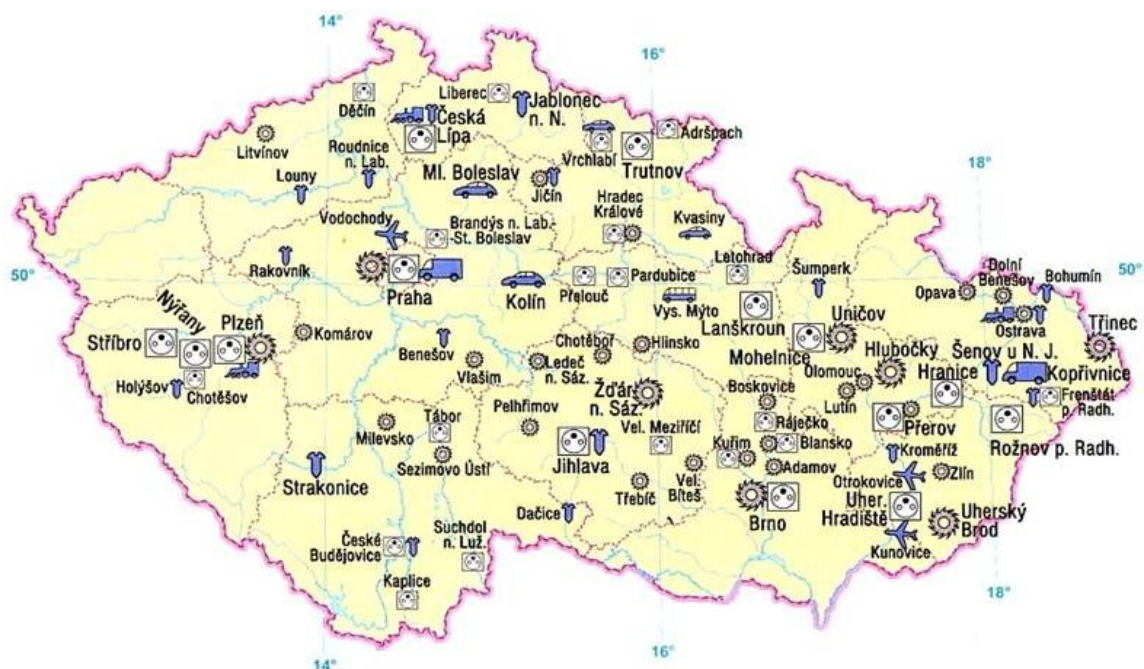 14°
16°
Děčín
Liberec
Jablonec
n. N.
Česká
Lípa
Adršpach
Litvínov
Vrchlabí
Trutnov
Roudnice
n. Lab.
18°
Ml. Boleslav
Louny
Jičín
Hradec
Králové
Kvasiny
Vodochody
Brandýs n. Lab.-
-St. Boleslav
Rakovník
Letohrad
50°
50°
Praha
Kolín
Přelouč
Pardubice
Šumperk
Dolní
Benešov
Bohumín
Opava
Vys. Mýto
Nýřany
Plzeň
Stříbro
Komárov
Lanškroun
Uničov
Ostrava
Třinec
Benešov
Chotěboř
Hlinsko
Mohelnice
Hlubočky
Šenov u N. J.
Holýšov
Chotěšov
Vlašim
Ledeč
n. Sáz.
Boskovice
Olomouc
Hranice
Kopřivnice
Žďár
n. Sáz.
Lutín
Frenštát
p. Radh.
Milevsko
Tábor
Pelhřimov
Vel. Meziříčí
Ráječko
Přerov
Kuřim
Blansko
Rožnov p. Radh.
Sezimovo Ústí
Jihlava
Kroměříž
Adamov
Strakonice
Třebíč
Vel.
Bíteš
Otrokovice
Zlín
Dačice
Brno
Uher.
Hradiště
Uherský
Brod
České
Budějovice
Suchdol
n. Luž.
Kunovice
Kaplice
18°
14°
16°